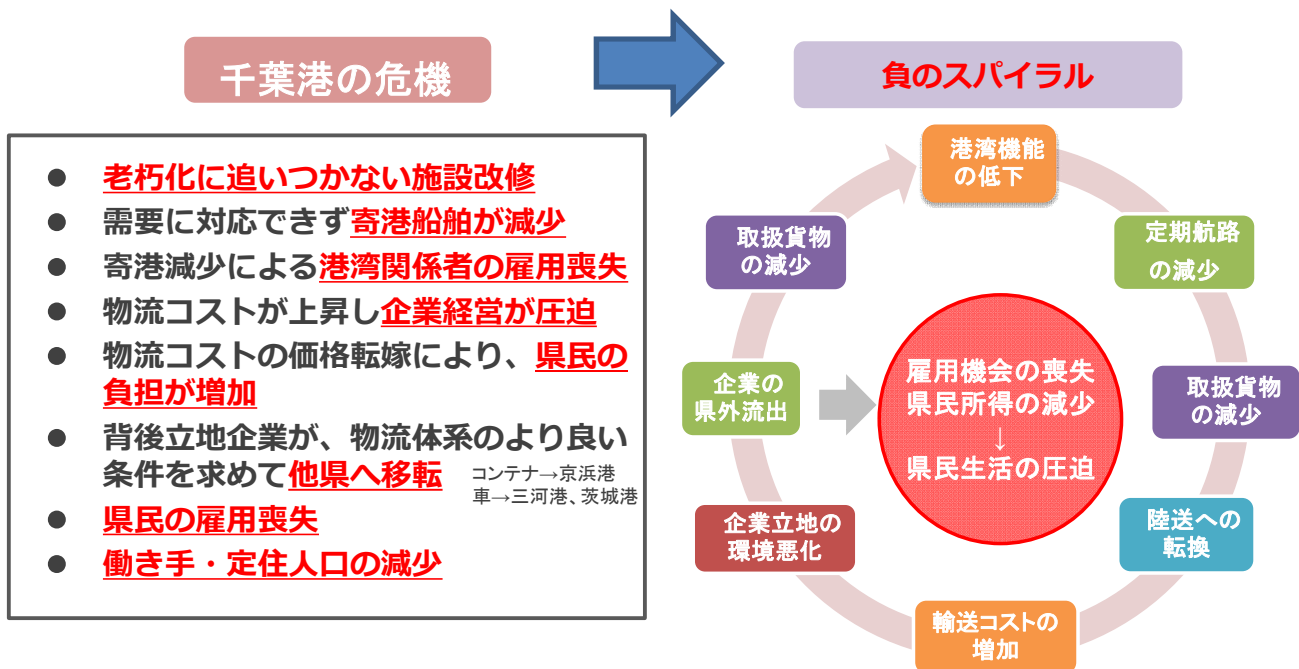 千葉港の危機
負のスパイラル
● 老朽化に追いつかない施設改修
● 需要に対応できず寄港船舶が減少
● 寄港減少による港湾関係者の雇用喪失
● 物流コストが上昇し企業経営が圧迫
● 物流コストの価格転嫁により、県民の
負担が増加
● 背後立地企業が、物流体系のより良い
条件を求めて他県へ移転
コンテナ→京浜港
車→三河港、茨城港
● 県民の雇用喪失
● 働き手・定住人口の減少
港湾機能
の低下
定期航路
の減少
取扱貨物
の減少
陸送への
転換
輸送コストの
増加
企業立地の
環境悪化
企業の
県外流出
取扱貨物
の減少
雇用機会の喪失
県民所得の減少
↓
県民生活の圧迫